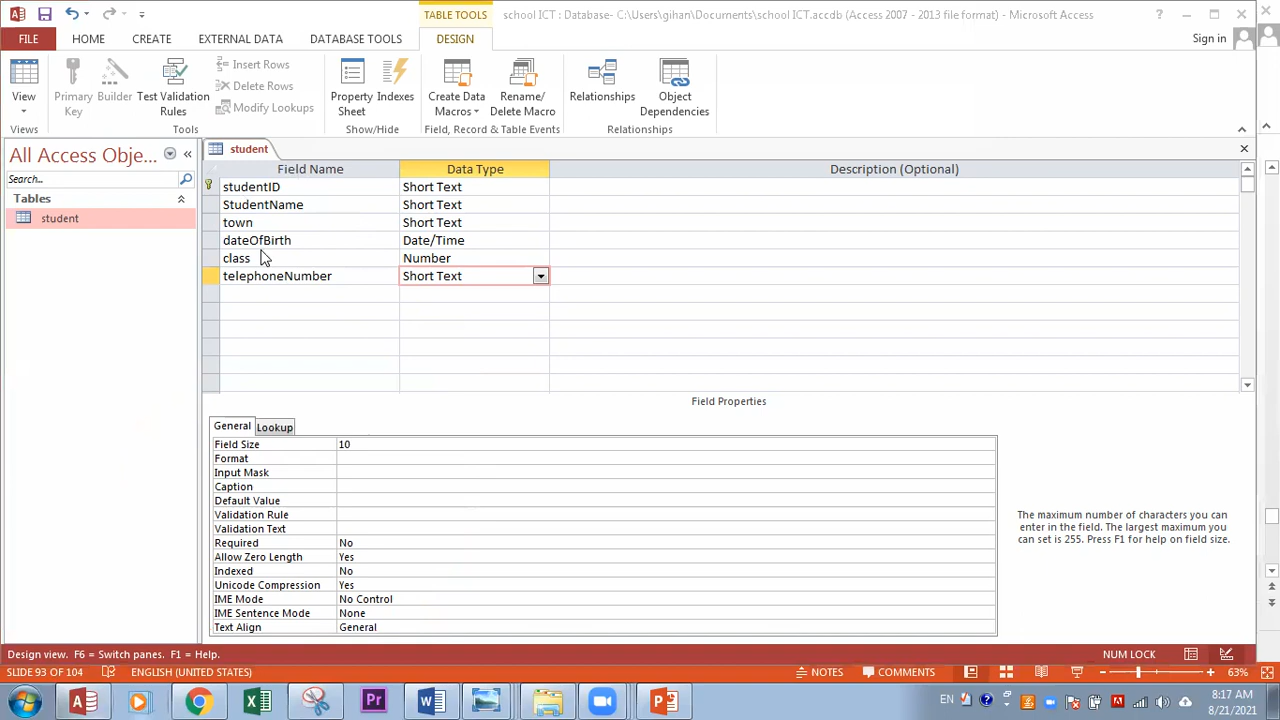 TABLE TOOLS
school ICT : Database- C:\Users\gihan\Documents\school ICT.accdb (Access 2007 - 2013 file format) - Microsoft Access
FILE HOME CREATE EXTERNAL DATA DATABASE TOOLS DESIGN Sign in
View
Views
Primary Key
Builder
Test Validation Rules
Insert Rows
Delete Rows
Modify Lookups
Tools
Property Sheet
Indexes
Show/Hide
Create Data Macros
Rename/ Delete Macro
Field, Record & Table Events
Relationships
Object Dependencies
Relationships
All Access Obje...
Search...
Tables
student
student
Field Name Data Type Description (Optional)
studentID Short Text
StudentName Short Text
town Short Text
dateOfBirth Date/Time
class Number
telephoneNumber Short Text
Field Properties
General Lookup
Field Size 10
Format
Input Mask
Caption
Default Value
Validation Rule
Validation Text
Required No
Allow Zero Length Yes
Indexed No
Unicode Compression Yes
IME Mode No Control
IME Sentence Mode None
Text Align General
The maximum number of characters you can
enter in the field. The largest maximum you
can set is 255. Press F1 for help on field size.
Design view. F6 = Switch panes. F1 = Help. NUM LOCK
SLIDE 93 OF 104 ENGLISH (UNITED STATES) NOTES COMMENTS 63%
EN 8:17 AM
8/21/2021